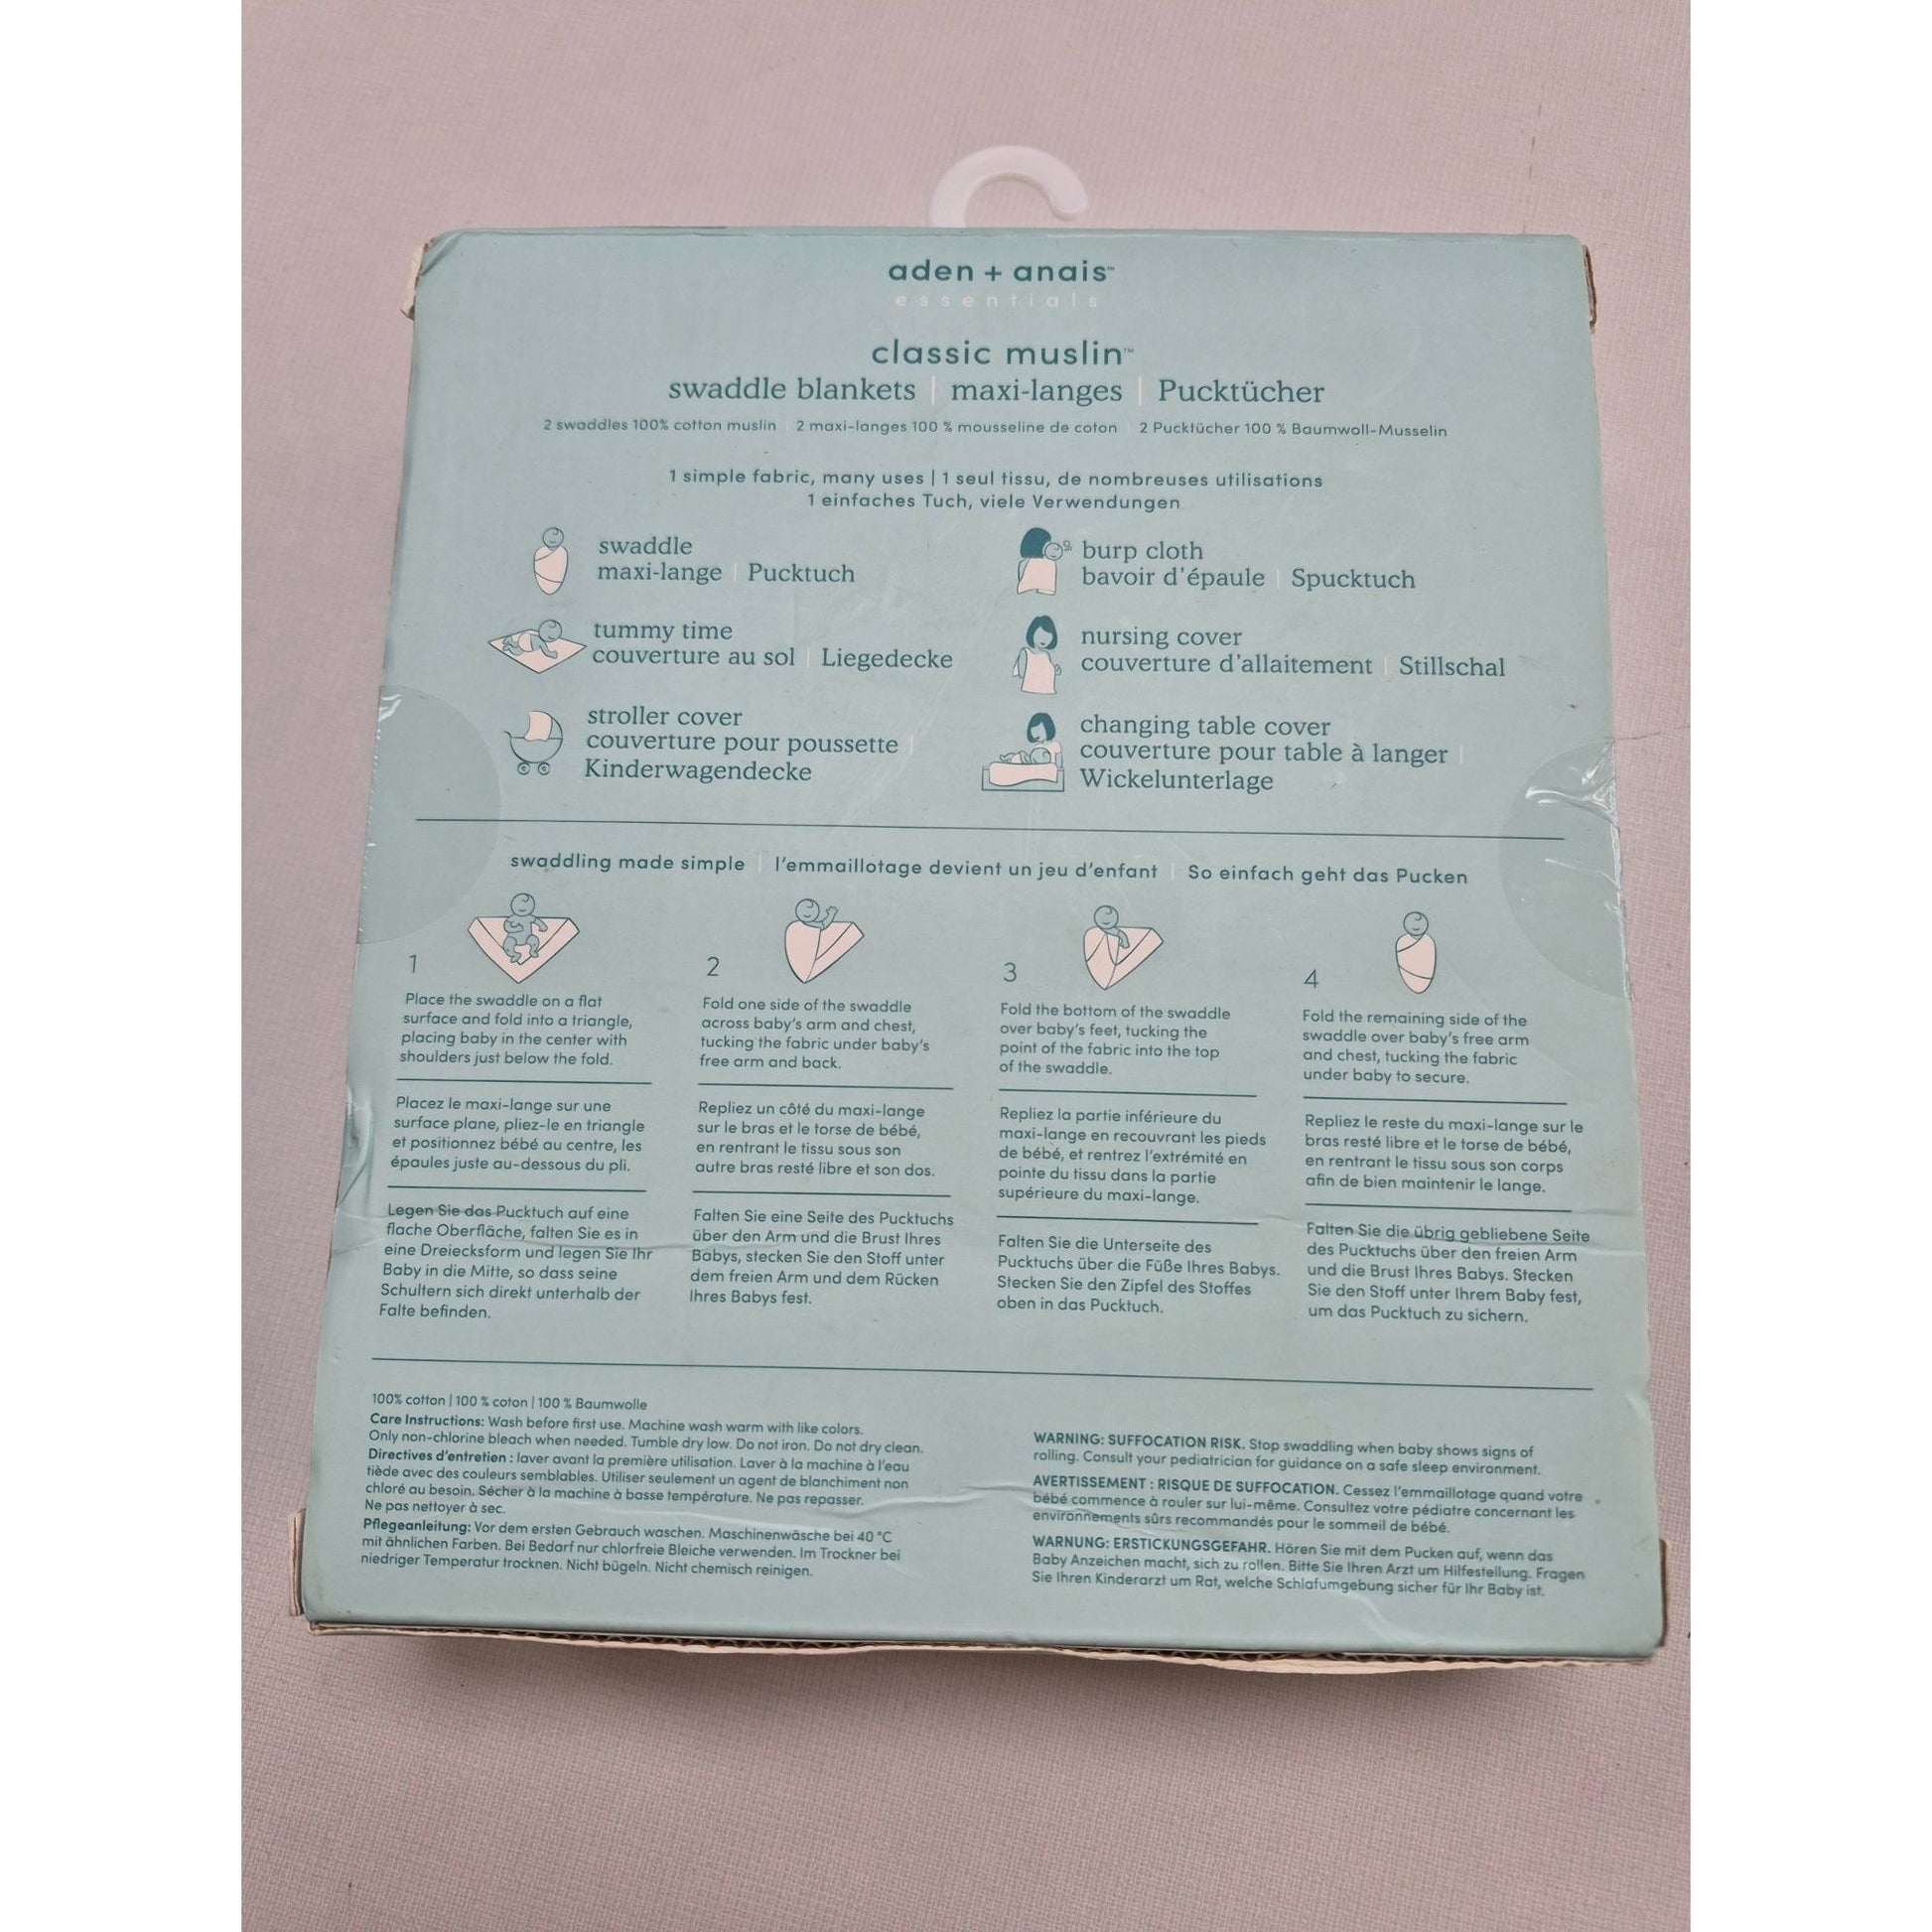 aden + anais™
essentials
classic muslin™
swaddle blankets | maxi-langes | Pucktücher
2 swaddles 100% cotton muslin | 2 maxi-langes 100 % mousseline de coton | 2 Pucktücher 100 % Baumwoll-Musselin
1 simple fabric, many uses | 1 seul tissu, de nombreuses utilisations
1 einfaches Tuch, viele Verwendungen
swaddle
maxi-lange | Pucktuch
burp cloth
bavoir d'épaule | Spucktuch
tummy time
couverture au sol | Liegedecke
nursing cover
couverture d'allaitement | Stillschal
stroller cover
couverture pour poussette |
Kinderwagendecke
changing table cover
couverture pour table à langer |
Wickelunterlage
swaddling made simple | l'emmaillotage devient un jeu d'enfant | So einfach geht das Pucken
1
Place the swaddle on a flat
surface and fold into a triangle,
placing baby in the center with
shoulders just below the fold.
Placez le maxi-lange sur une
surface plane, pliez-le en triangle
et positionnez bébé au centre, les
épaules juste au-dessous du pli.
Legen Sie das Pucktuch auf eine
flache Oberfläche, falten Sie es in
eine Dreiecksform und legen Sie Ihr
Baby in die Mitte, so dass seine
Schultern sich direkt unterhalb der
Falte befinden.
2
Fold one side of the swaddle
across baby's arm and chest,
tucking the fabric under baby's
free arm and back.
Repliez un côté du maxi-lange
sur le bras et le torse de bébé,
en rentrant le tissu sous son
autre bras resté libre et son dos.
Falten Sie eine Seite des Pucktuchs
über den Arm und die Brust Ihres
Babys, stecken Sie den Stoff unter
dem freien Arm und dem Rücken
Ihres Babys fest.
3
Fold the bottom of the swaddle
over baby's feet, tucking the
point of the fabric into the top
of the swaddle.
Repliez la partie inférieure du
maxi-lange en recouvrant les pieds
de bébé, et rentrez l'extrémité en
pointe du tissu dans la partie
supérieure du maxi-lange.
Falten Sie die Unterseite des
Pucktuchs über die Füße Ihres Babys.
Stecken Sie den Zipfel des Stoffes
oben in das Pucktuch.
4
Fold the remaining side of the
swaddle over baby's free arm
and chest, tucking the fabric
under baby to secure.
Repliez le reste du maxi-lange sur le
bras resté libre et le torse de bébé,
en rentrant le tissu sous son corps
afin de bien maintenir le lange.
Falten Sie die übrig gebliebene Seite
des Pucktuchs über den freien Arm
und die Brust Ihres Babys. Stecken
Sie den Stoff unter Ihrem Baby fest,
um das Pucktuch zu sichern.
100% cotton | 100 % coton | 100 % Baumwolle
Care Instructions: Wash before first use. Machine wash warm with like colors.
Only non-chlorine bleach when needed. Tumble dry low. Do not iron. Do not dry clean.
Directives d'entretien : laver avant la première utilisation. Laver à la machine à l'eau
tiède avec des couleurs semblables. Utiliser seulement un agent de blanchiment non
chloré au besoin. Sécher à la machine à basse température. Ne pas repasser.
Ne pas nettoyer à sec.
Pflegeanleitung: Vor dem ersten Gebrauch waschen. Maschinenwäsche bei 40 °C
mit ähnlichen Farben. Bei Bedarf nur chlorfreie Bleiche verwenden. Im Trockner bei
niedriger Temperatur trocknen. Nicht bügeln. Nicht chemisch reinigen.
WARNING: SUFFOCATION RISK. Stop swaddling when baby shows signs of
rolling. Consult your pediatrician for guidance on a safe sleep environment.
AVERTISSEMENT : RISQUE DE SUFFOCATION. Cessez l'emmaillotage quand votre
bébé commence à rouler sur lui-même. Consultez votre pédiatre concernant les
environnements sûrs recommandés pour le sommeil de bébé.
WARNUNG: ERSTICKUNGSGEFAHR. Hören Sie mit dem Pucken auf, wenn das
Baby Anzeichen macht, sich zu rollen. Bitte Sie Ihren Arzt um Hilfestellung. Fragen
Sie Ihren Kinderarzt um Rat, welche Schlafumgebung sicher für Ihr Baby ist.